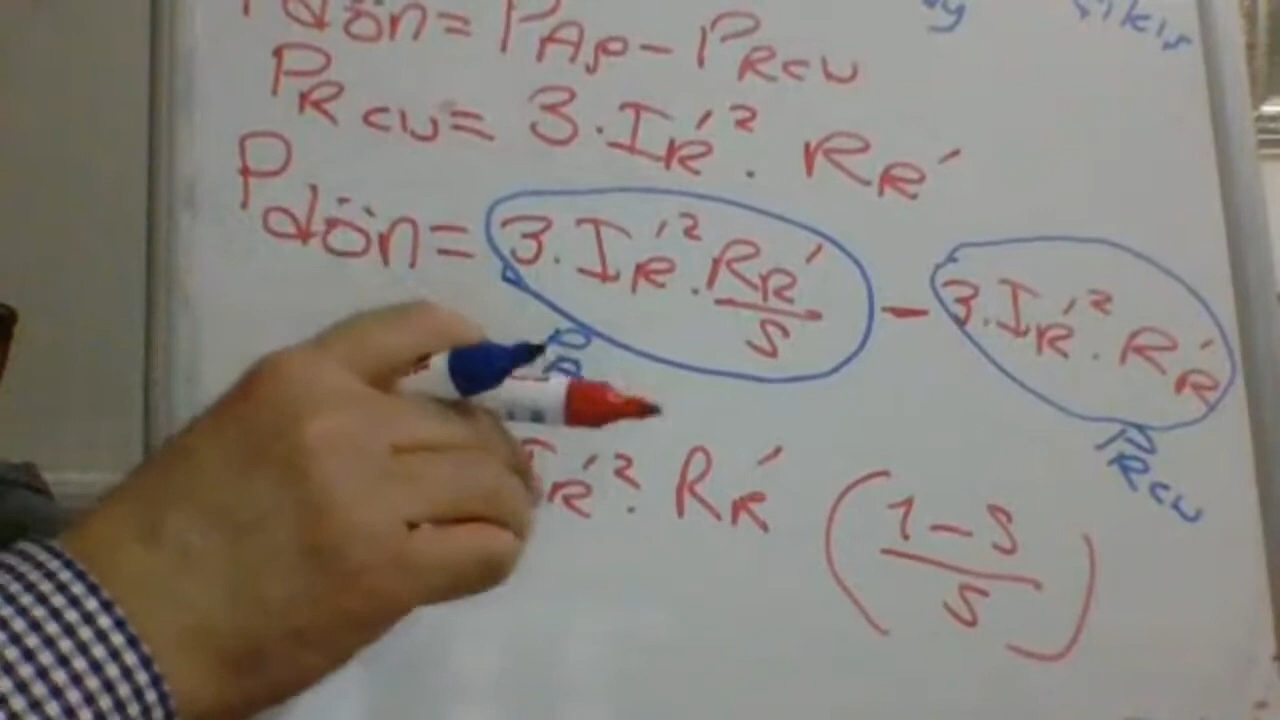 Pdön= PAP - PRcu
PRcu= 3.IR'². RR'
Pdön= 3.IR'². RR'/S - 3.IR'². RR'
PRcu
IR'². RR' (1-S/S)